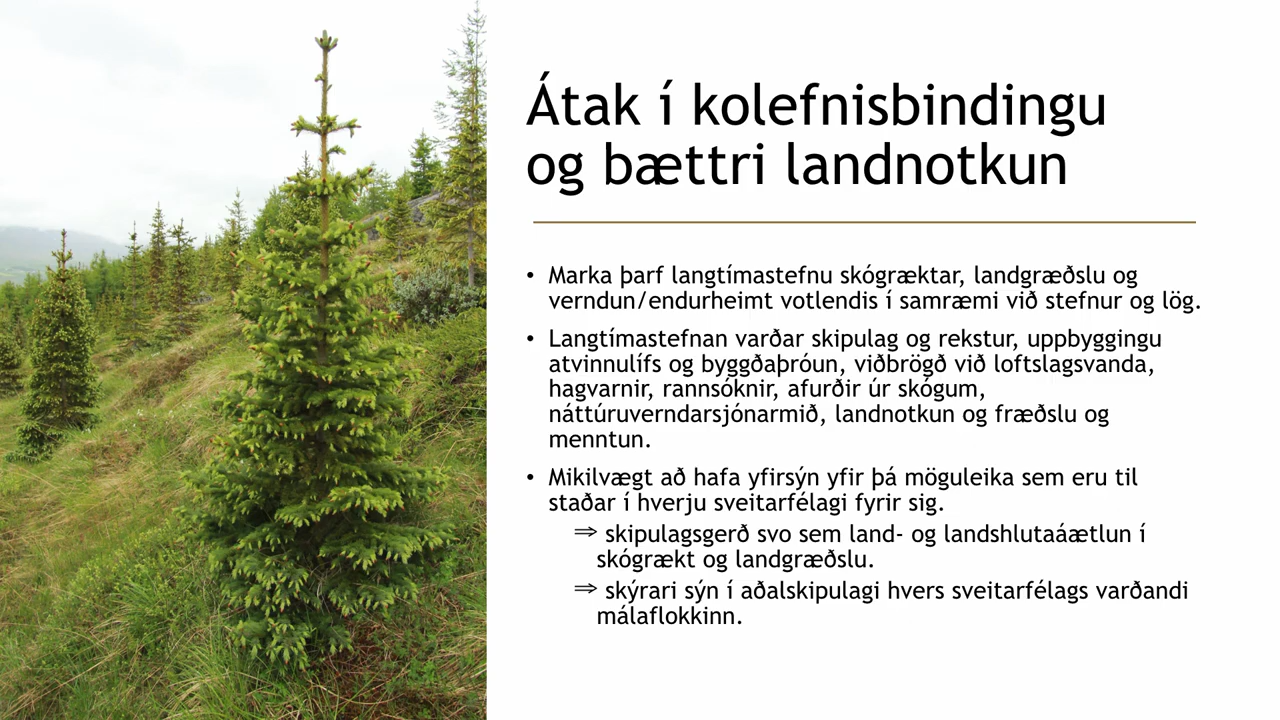 Átak í kolefnisbindingu
og bættri landnotkun
• Marka þarf langtímastefnu skógræktar, landgræðslu og
verndun/endurheimt votlendis í samræmi við stefnur og lög.
• Langtímastefnan varðar skipulag og rekstur, uppbyggingu
atvinnulífs og byggðaþróun, viðbrögð við loftslagsvanda,
hagvarnir, rannsóknir, afurðir úr skógum,
náttúruverndarsjónarmið, landnotkun og fræðslu og
menntun.
• Mikilvægt að hafa yfirsýn yfir þá möguleika sem eru til
staðar í hverju sveitarfélagi fyrir sig.
⇒ skipulagsgerð svo sem land- og landshlutaáætlun í
skógrækt og landgræðslu.
⇒ skýrari sýn í aðalskipulagi hvers sveitarfélags varðandi
málaflokkinn.